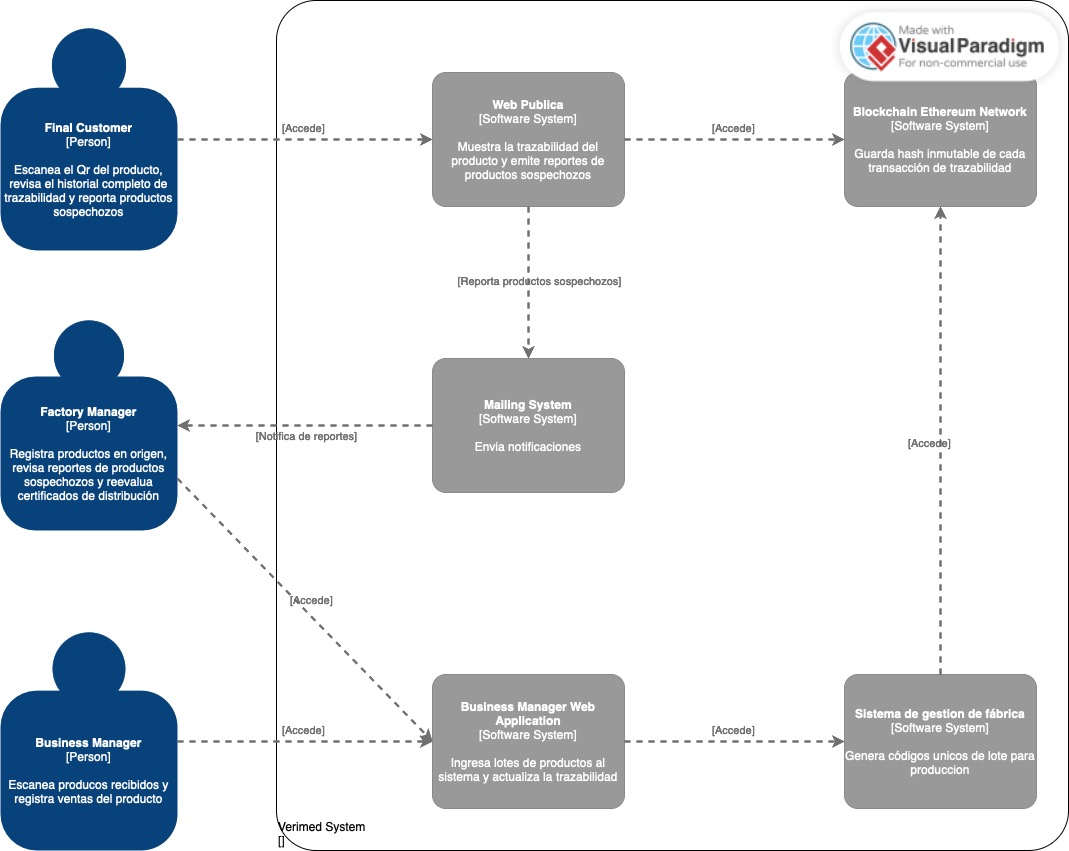 Made with
Visual Paradigm
For non-commercial use
Final Customer
[Person]
Escanea el Qr del producto,
revisa el historial completo de
trazabilidad y reporta productos
sospechozos
[Accede]
Web Publica
[Software System]
Muestra la trazabilidad del
producto y emite reportes de
productos sospechozos
[Accede]
Blockchain Ethereum Network
[Software System]
Guarda hash inmutable de cada
transacción de trazabilidad
[Reporta productos sospechozos]
Factory Manager
[Person]
Registra productos en origen,
revisa reportes de productos
sospechozos y reevalua
certificados de distribución
[Notifica de reportes]
Mailing System
[Software System]
Envia notificaciones
[Accede]
[Accede]
Business Manager
[Person]
Escanea producos recibidos y
registra ventas del producto
[Accede]
Business Manager Web
Application
[Software System]
Ingresa lotes de productos al
sistema y actualiza la trazabilidad
[Accede]
Sistema de gestion de fábrica
[Software System]
Genera códigos unicos de lote para
produccion
Verimed System
[]